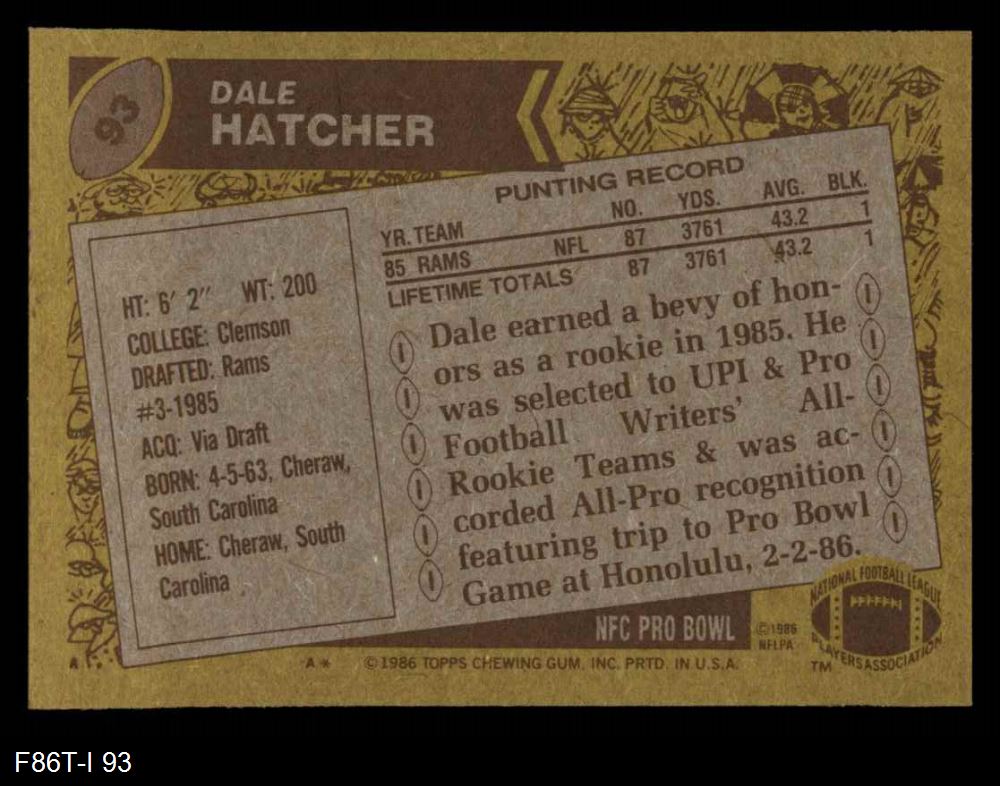 93
DALE
HATCHER
PUNTING RECORD
YR. TEAM NO. YDS. AVG. BLK.
85 RAMS NFL 87 3761 43.2 1
LIFETIME TOTALS 87 3761 43.2 1
HT: 6' 2" WT: 200
COLLEGE: Clemson
DRAFTED: Rams
#3-1985
ACQ: Via Draft
BORN: 4-5-63, Cheraw,
South Carolina
HOME: Cheraw, South
Carolina
Dale earned a bevy of hon-
ors as a rookie in 1985. He
was selected to UPI & Pro
Football Writers' All-
Rookie Teams & was ac-
corded All-Pro recognition
featuring trip to Pro Bowl
Game at Honolulu, 2-2-86.
NFC PRO BOWL
© 1986
NFLPA
NATIONAL FOOTBALL LEAGUE
PLAYERS ASSOCIATION
TM
A* ©1986 TOPPS CHEWING GUM, INC. PRTD. IN U.S.A.
F86T-I 93